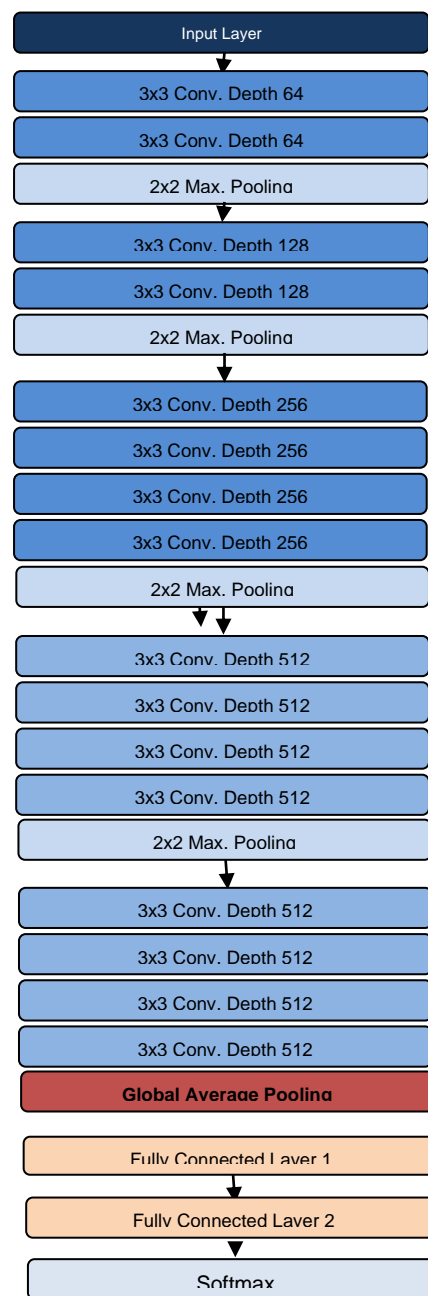 Input Layer
3x3 Conv. Depth 64
3x3 Conv. Depth 64
2x2 Max. Pooling
3x3 Conv. Depth 128
3x3 Conv. Depth 128
2x2 Max. Pooling
3x3 Conv. Depth 256
3x3 Conv. Depth 256
3x3 Conv. Depth 256
3x3 Conv. Depth 256
2x2 Max. Pooling
3x3 Conv. Depth 512
3x3 Conv. Depth 512
3x3 Conv. Depth 512
3x3 Conv. Depth 512
2x2 Max. Pooling
3x3 Conv. Depth 512
3x3 Conv. Depth 512
3x3 Conv. Depth 512
3x3 Conv. Depth 512
Global Average Pooling
Fully Connected Layer 1
Fully Connected Layer 2
Softmax